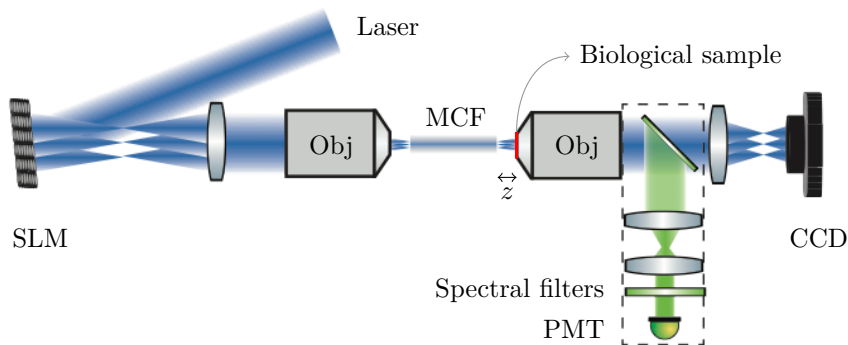 Laser
Biological sample
MCF
Obj
Obj
z
SLM
CCD
Spectral filters
PMT